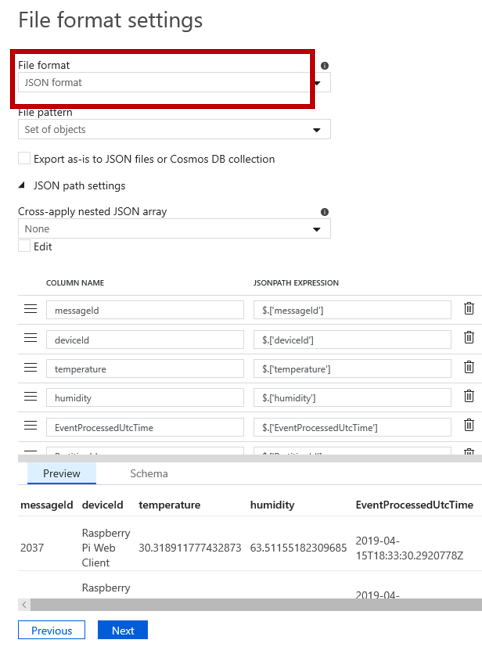 File format settings
File format
JSON format
File pattern
Set of objects
Export as-is to JSON files or Cosmos DB collection
JSON path settings
Cross-apply nested JSON array
None
Edit
COLUMN NAME JSONPATH EXPRESSION
messageId $.['messageId']
deviceId $.['deviceId']
temperature $.['temperature']
humidity $.['humidity']
EventProcessedUtcTime $.['EventProcessedUtcTime']
Preview Schema
messageId deviceId temperature humidity EventProcessedUtcTime
2037 Raspberry Pi Web Client 30.318911777432873 63.51155182309685 2019-04-15T18:33:30.2920778Z
Raspberry 2019-04-
Previous Next